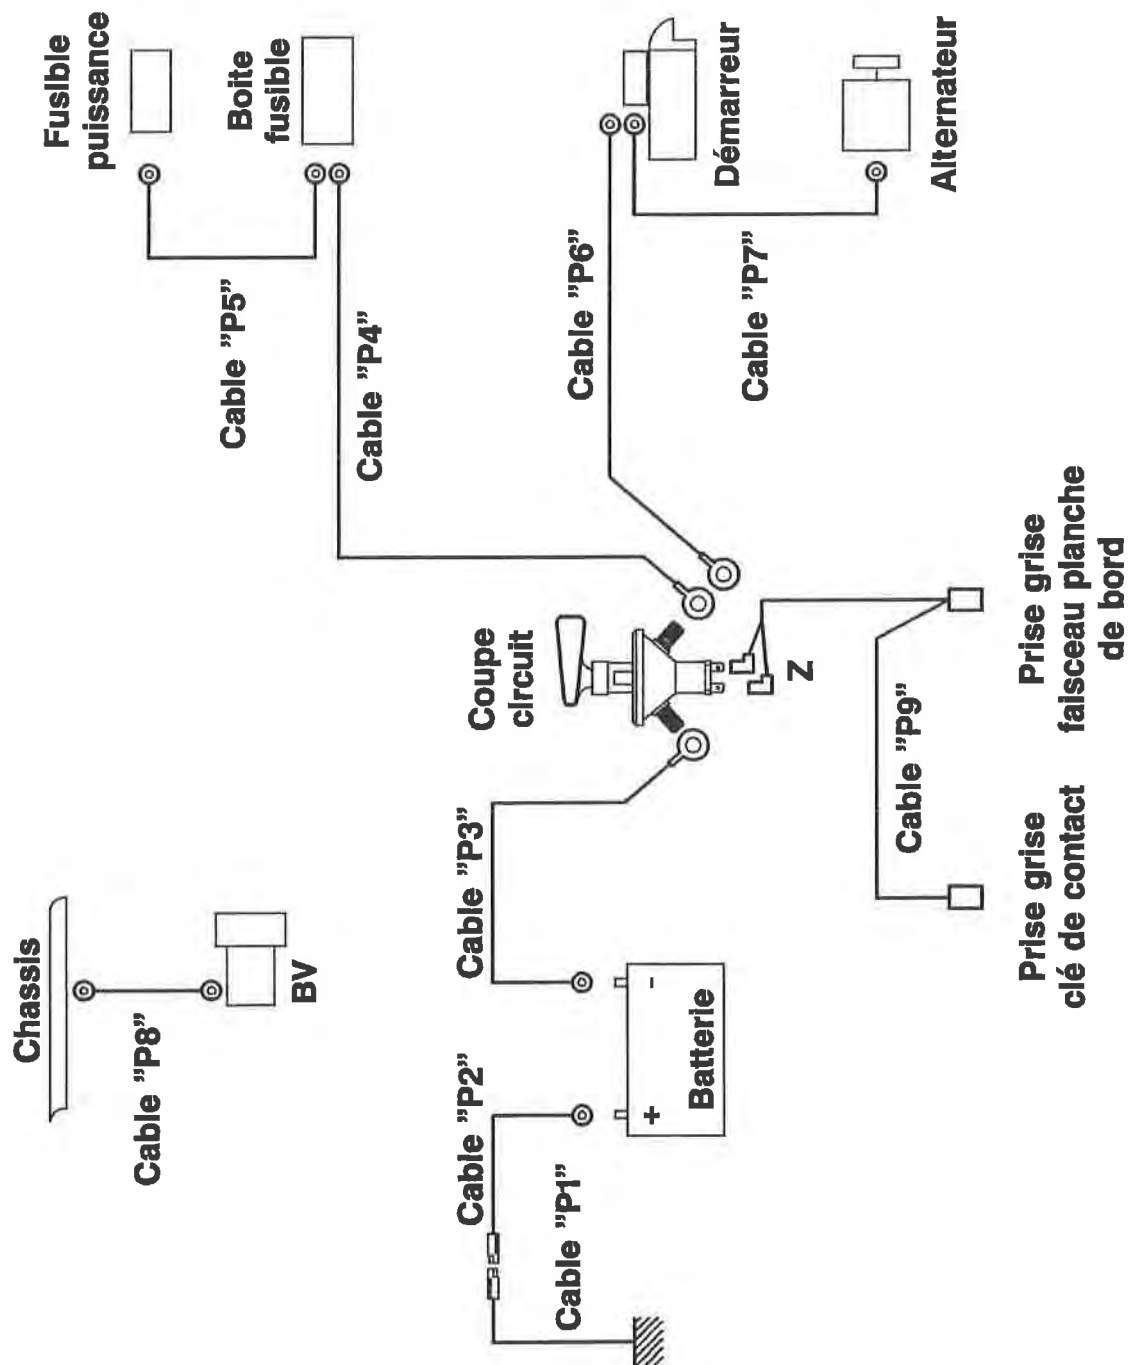 Chassis
Cable "P8"
BV
Fusible
puissance
Boite
fusible
Cable "P5"
Cable "P4"
Démarreur
Alternateur
Cable "P6"
Cable "P7"
Coupe
circuit
Z
Cable "P3"
Cable "P2"
Cable "P1"
+
-
Batterie
Cable "P9"
Prise grise
clé de contact
Prise grise
faisceau planche
de bord